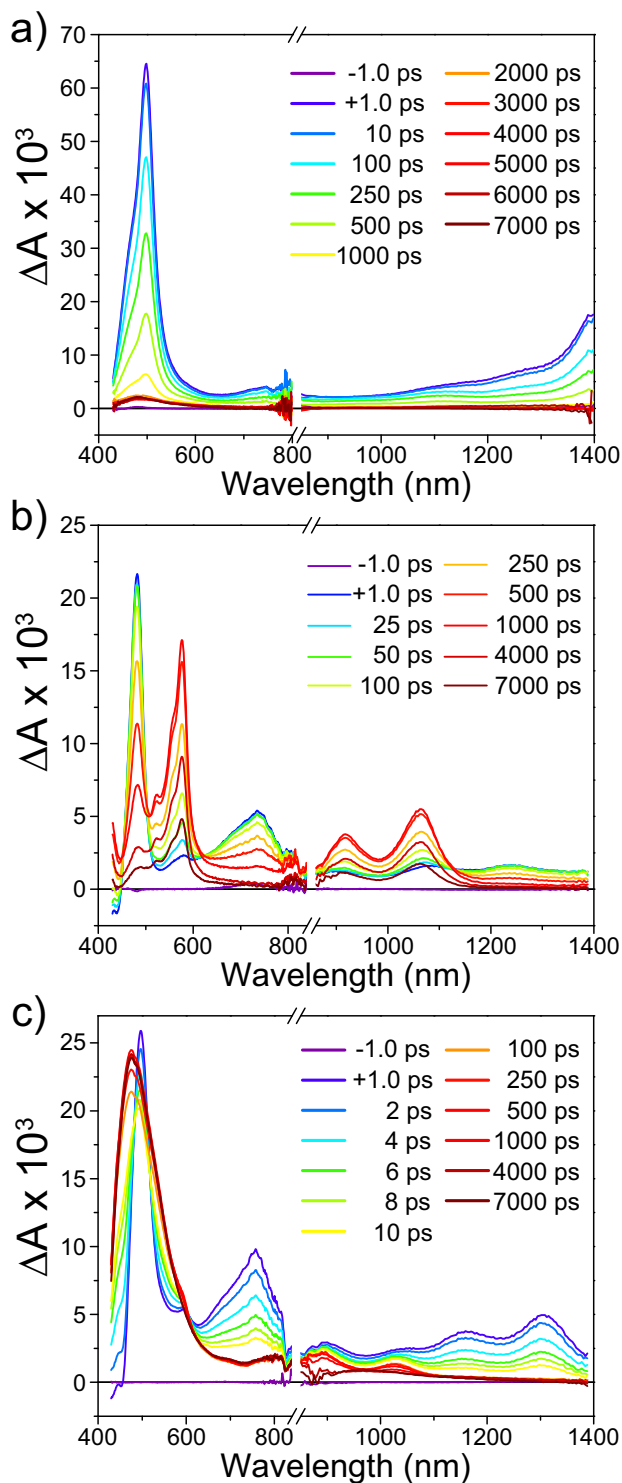 a)
70
60
50
40
30
20
10
0
ΔA x 10³
-1.0 ps
+1.0 ps
10 ps
100 ps
250 ps
500 ps
1000 ps
2000 ps
3000 ps
4000 ps
5000 ps
6000 ps
7000 ps
400 600 800 1000 1200 1400
Wavelength (nm)
b)
25
20
15
10
5
0
ΔA x 10³
-1.0 ps
+1.0 ps
25 ps
50 ps
100 ps
250 ps
500 ps
1000 ps
4000 ps
7000 ps
400 600 800 1000 1200 1400
Wavelength (nm)
c)
25
20
15
10
5
0
ΔA x 10³
-1.0 ps
+1.0 ps
2 ps
4 ps
6 ps
8 ps
10 ps
100 ps
250 ps
500 ps
1000 ps
4000 ps
7000 ps
400 600 800 1000 1200 1400
Wavelength (nm)